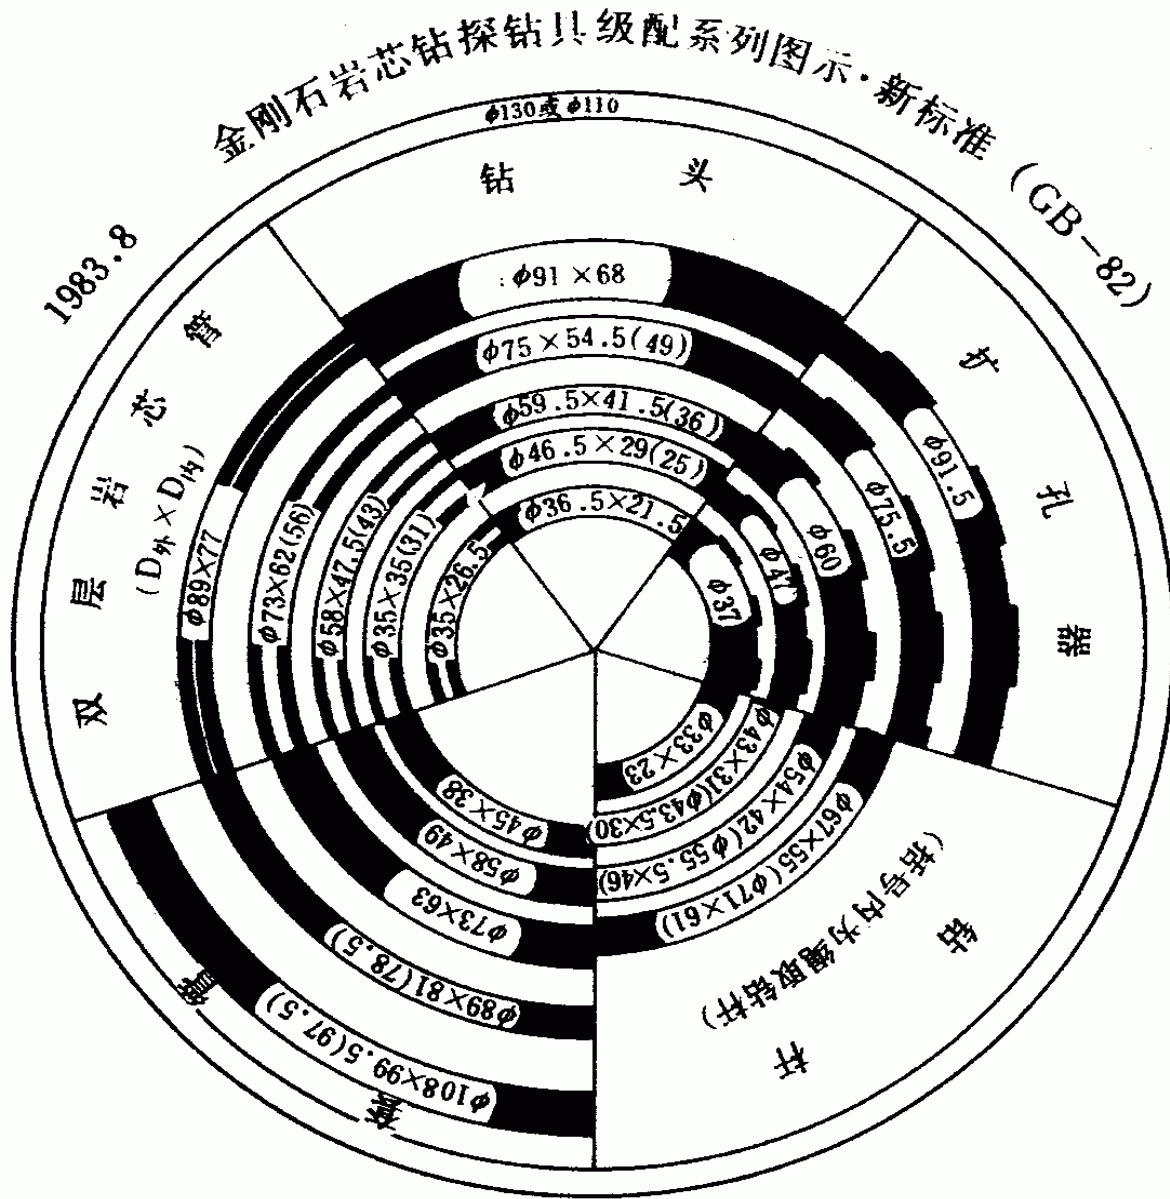 金刚石岩芯钻探钻具级配系列图示·新标准(GB-82)
1983.8
φ130或φ110
钻头
φ91×68
φ75×54.5(49)
φ59.5×41.5(36)
φ46.5×29(25)
φ36.5×21.5
扩孔器
φ91.5
φ75.5
φ60
φ47
φ37
钻杆
(括号内为绳取钻杆)
φ67×55(φ71×61)
φ54×42(φ55.5×46)
φ43×31(φ43.5×30)
φ33×23
套管
φ108×99.5(97.5)
φ89×81(78.5)
φ73×63
φ58×49
φ45×38
双层岩芯管
(D外×D内)
φ89×77
φ73×62(56)
φ58×47.5(43)
φ35×35(31)
φ35×26.5